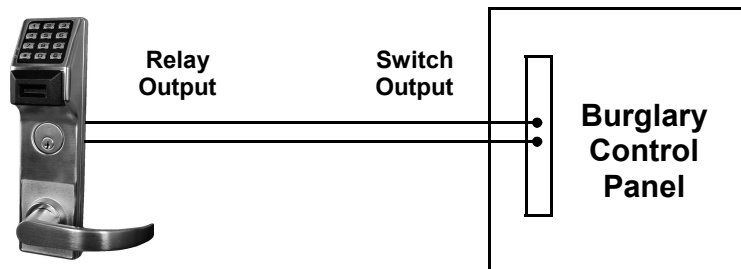 Relay
Output
Switch
Output
Burglary
Control
Panel